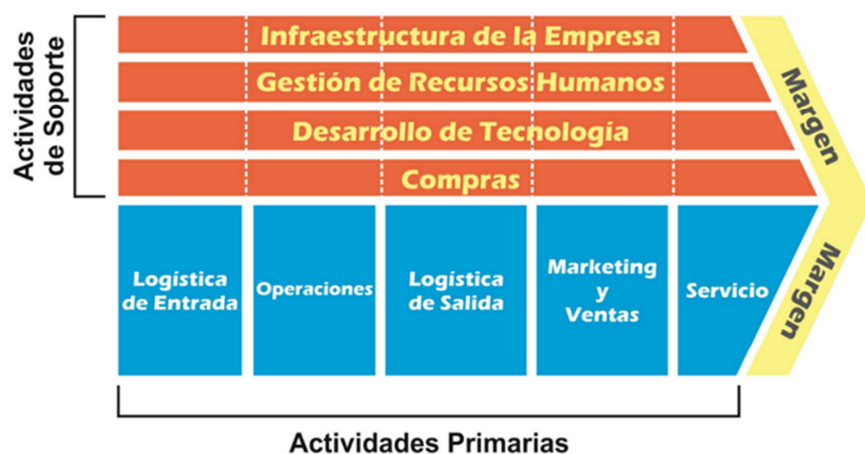 Actividades
de Soporte
Infraestructura de la Empresa
Gestión de Recursos Humanos
Desarrollo de Tecnología
Compras
Margen
Margen
Logística
de Entrada
Operaciones
Logística
de Salida
Marketing
y
Ventas
Servicio
Actividades Primarias